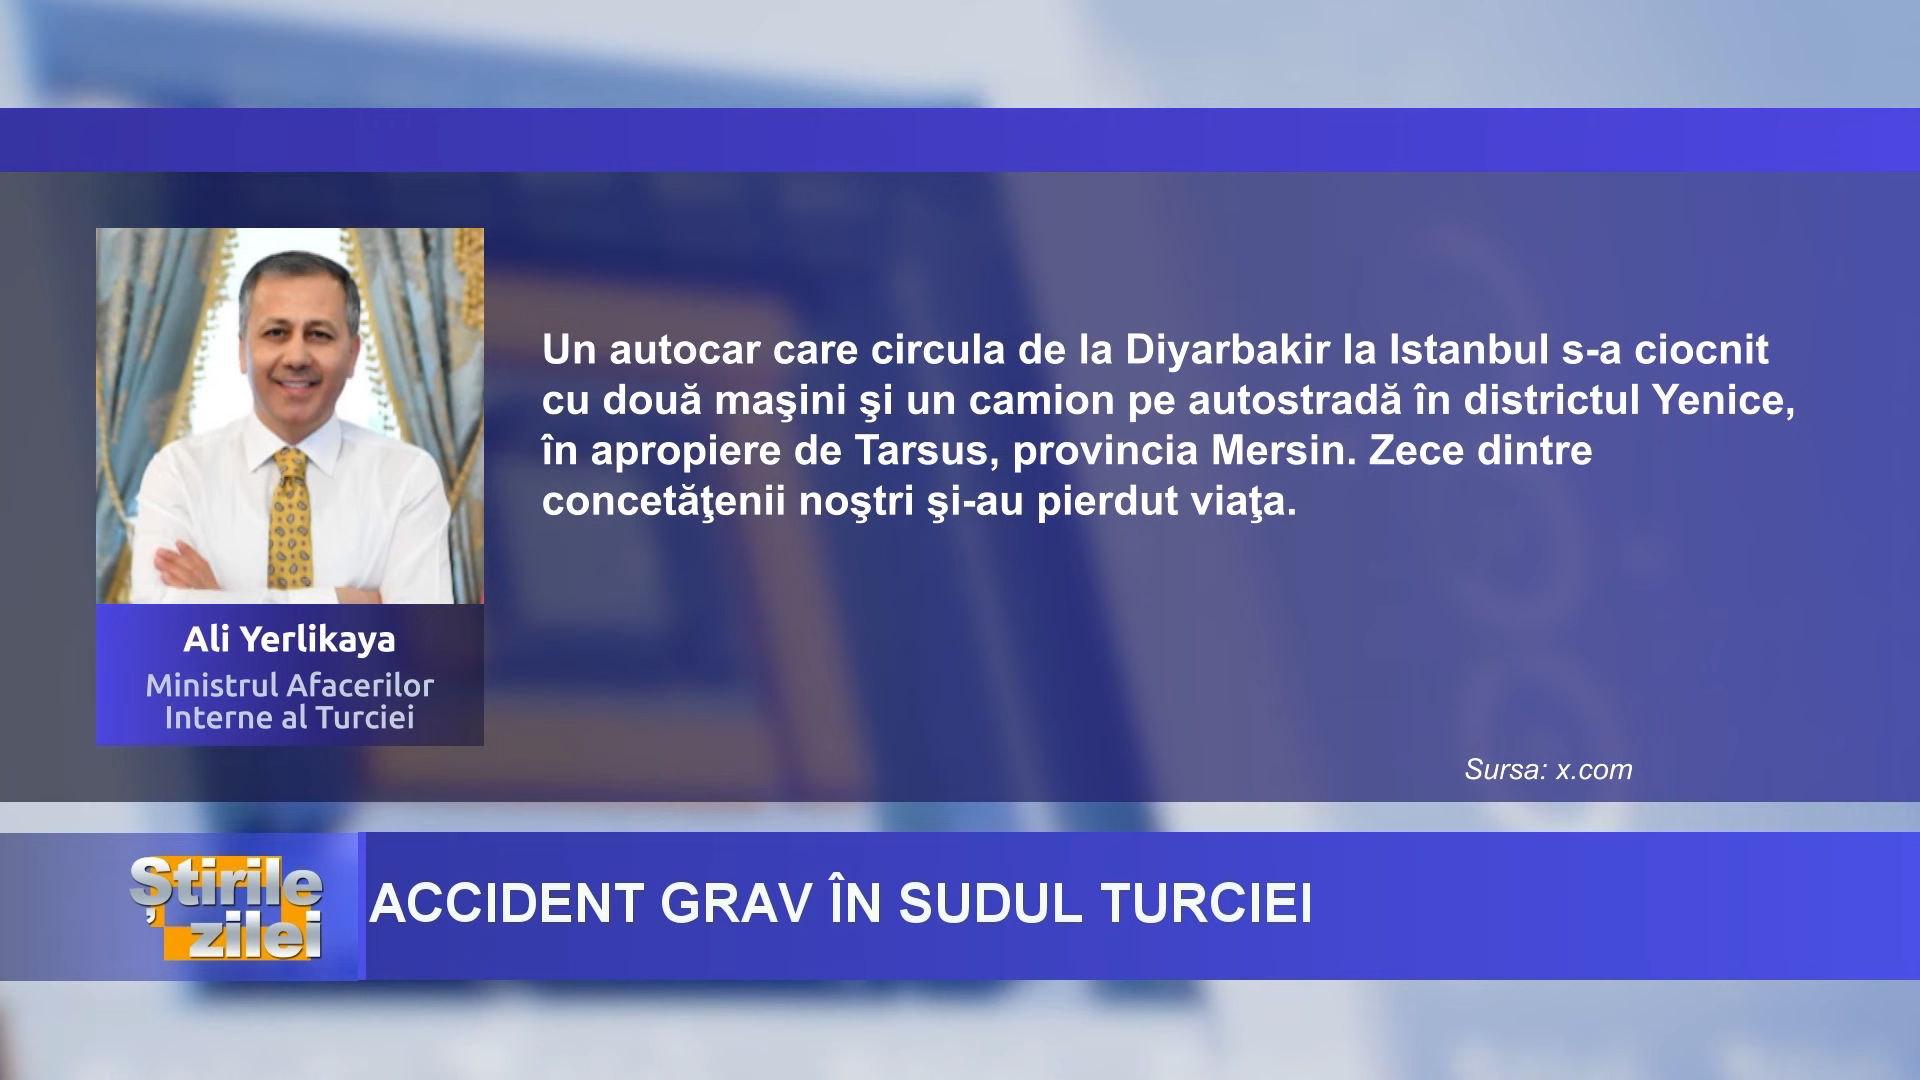 Un autocar care circula de la Diyarbakir la Istanbul s-a ciocnit
cu două maşini şi un camion pe autostradă în districtul Yenice,
în apropiere de Tarsus, provincia Mersin. Zece dintre
concetăţenii noştri şi-au pierdut viaţa.
Ali Yerlikaya
Ministrul Afacerilor
Interne al Turciei
Sursa: x.com
Știrile
zilei
ACCIDENT GRAV ÎN SUDUL TURCIEI